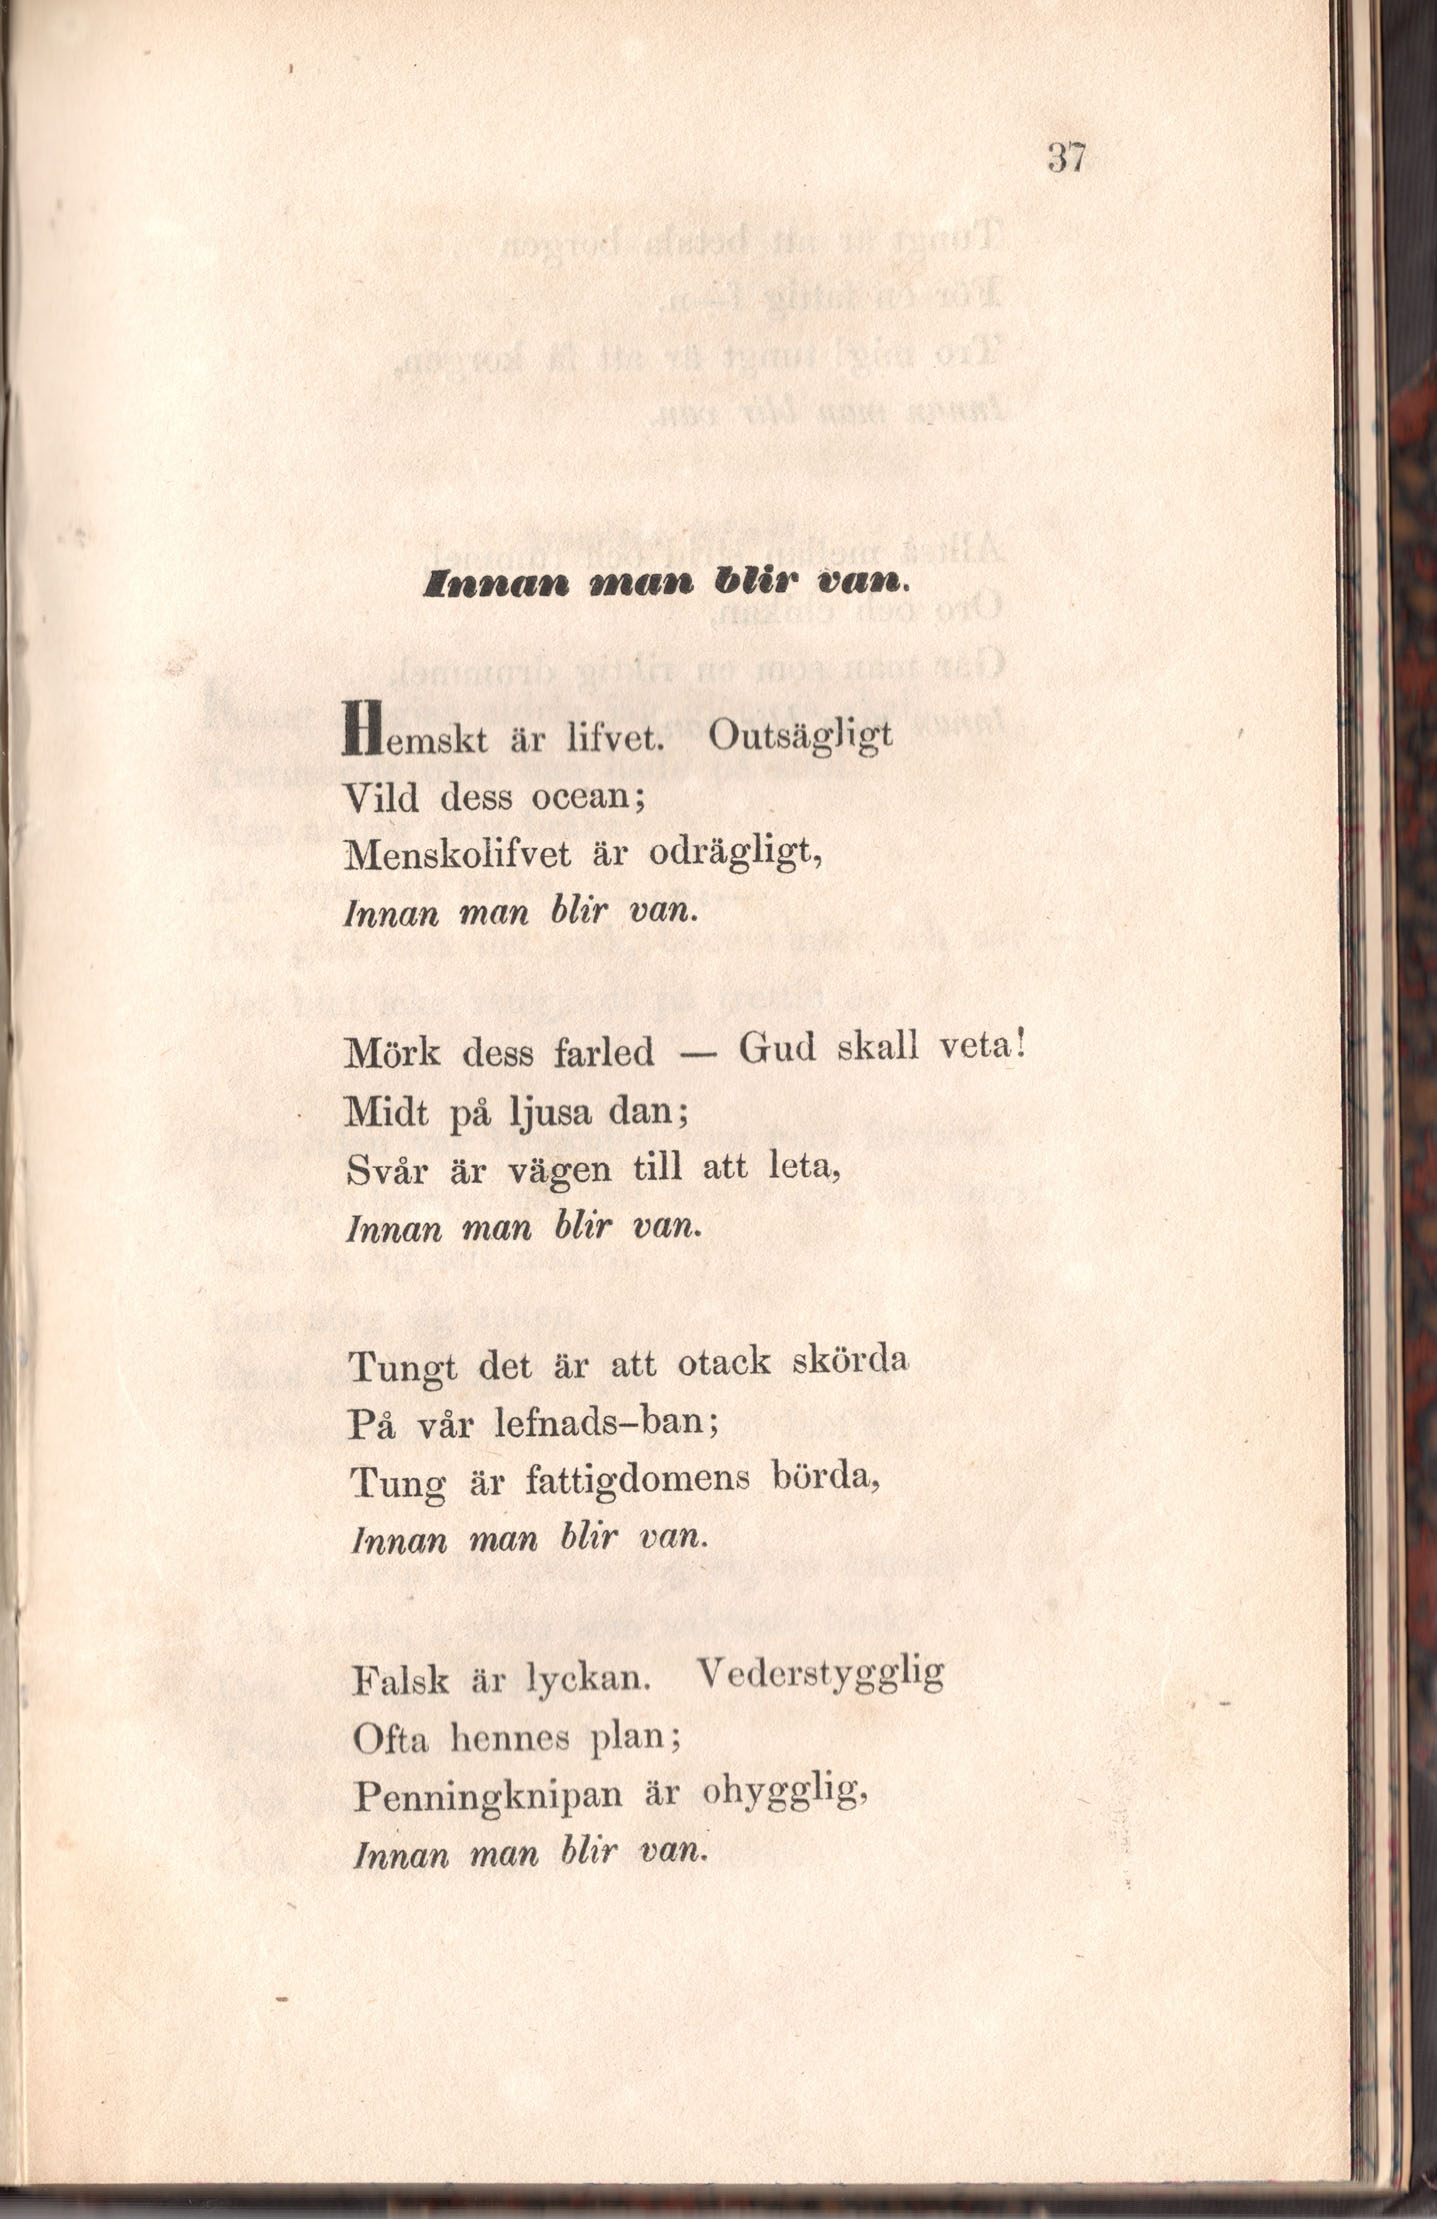 37
Innan man blir van.
Hemskt är lifvet. Outsägligt
Vild dess ocean;
Menskolifvet är odrägligt,
Innan man blir van.
Mörk dess farled — Gud skall veta!
Midt på ljusa dan;
Svår är vägen till att leta,
Innan man blir van.
Tungt det är att otack skörda
På vår lefnads-ban;
Tung är fattigdomens börda,
Innan man blir van.
Falsk är lyckan. Vederstygglig
Ofta hennes plan;
Penningknipan är ohygglig,
Innan man blir van.